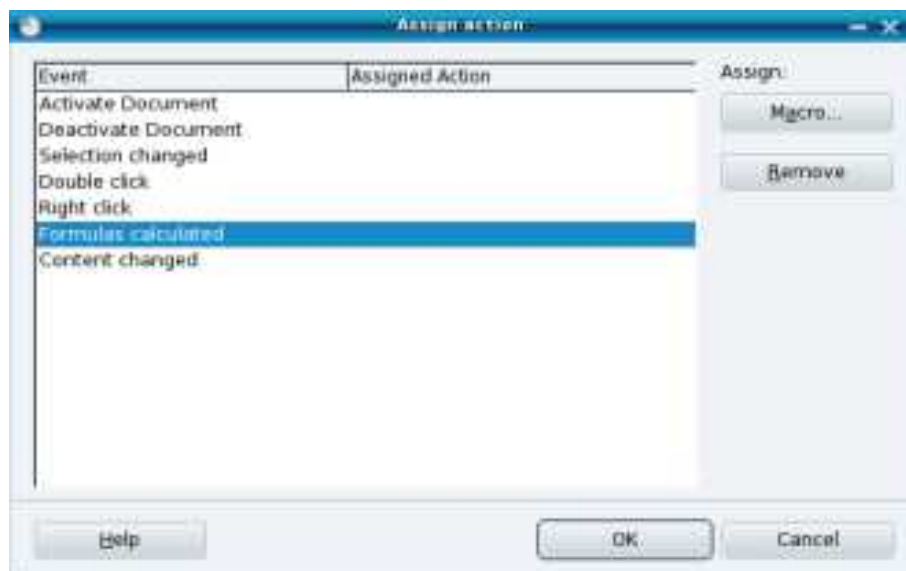 Assign action
Event Assigned Action
Assign:
Activate Document
Deactivate Document
Selection changed
Double click
Right click
Formulas calculated
Content changed
Macro...
Remove
Help OK Cancel